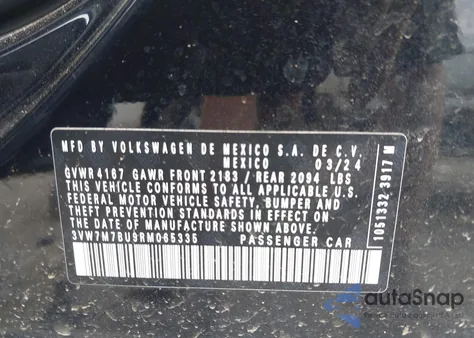 MFD BY VOLKSWAGEN DE MEXICO S.A. DE C.V.
MEXICO 03/24
GVWR 4167 GAWR FRONT 2183 / REAR 2094 LBS
THIS VEHICLE CONFORMS TO ALL APPLICABLE U.S.
FEDERAL MOTOR VEHICLE SAFETY, BUMPER AND
THEFT PREVENTION STANDARDS IN EFFECT ON
THE DATE OF MANUFACTURE SHOWN ABOVE.
3VW7M7BU9RM065335 PASSENGER CAR
1051332 3917 M
autoSnap